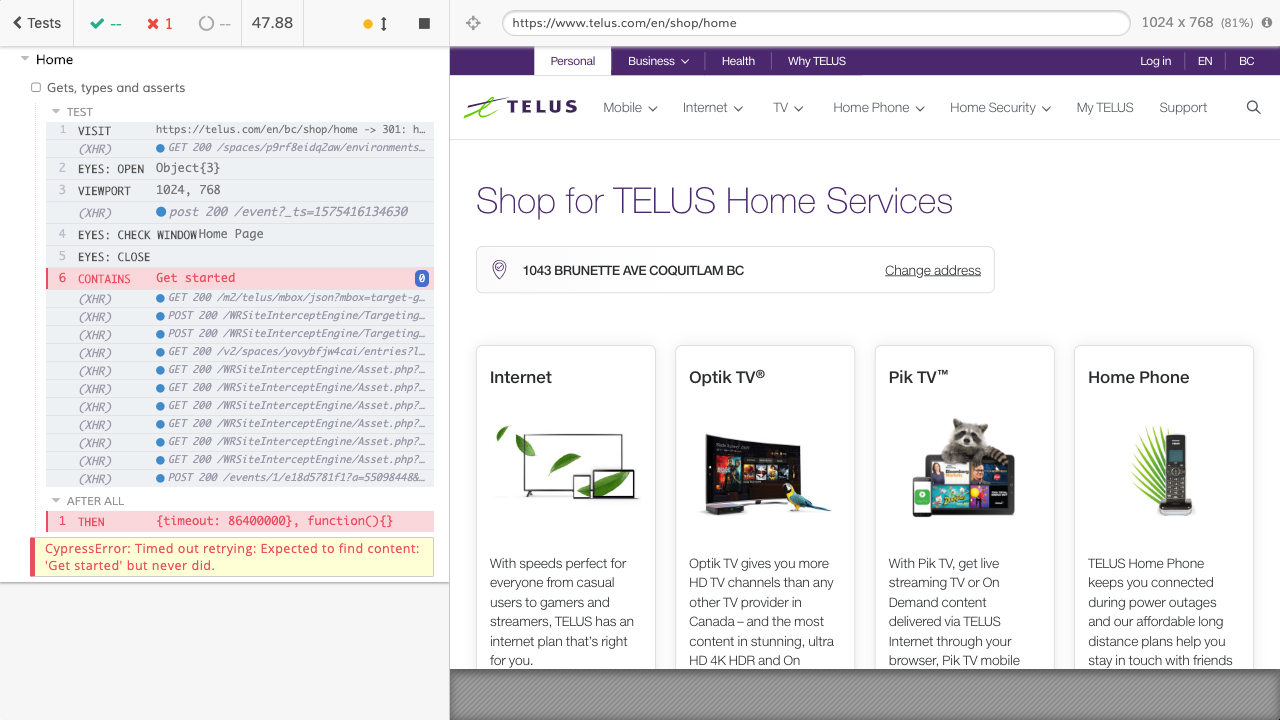 Tests
--
1
--
47.88
https://www.telus.com/en/shop/home
1024 x 768 (81%)
Home
Gets, types and asserts
TEST
1 VISIT https://telus.com/en/bc/shop/home -> 301: h…
(XHR) GET 200 /spaces/p9rf8eidq2aw/environments…
2 EYES: OPEN Object{3}
3 VIEWPORT 1024, 768
(XHR) post 200 /event?_ts=1575416134630
4 EYES: CHECK WINDOW Home Page
5 EYES: CLOSE
6 CONTAINS Get started 0
(XHR) GET 200 /m2/telus/mbox/json?mbox=target-g…
(XHR) POST 200 /WRSiteInterceptEngine/Targeting…
(XHR) POST 200 /WRSiteInterceptEngine/Targeting…
(XHR) GET 200 /v2/spaces/yovybfjw4cai/entries?l…
(XHR) GET 200 /WRSiteInterceptEngine/Asset.php?…
(XHR) GET 200 /WRSiteInterceptEngine/Asset.php?…
(XHR) GET 200 /WRSiteInterceptEngine/Asset.php?…
(XHR) GET 200 /WRSiteInterceptEngine/Asset.php?…
(XHR) GET 200 /WRSiteInterceptEngine/Asset.php?…
(XHR) GET 200 /WRSiteInterceptEngine/Asset.php?…
(XHR) POST 200 /events/1/e18d5781f1?a=55098448&…
AFTER ALL
1 THEN {timeout: 86400000}, function(){}
CypressError: Timed out retrying: Expected to find content:
'Get started' but never did.
Personal Business Health Why TELUS Log in EN BC
TELUS Mobile Internet TV Home Phone Home Security My TELUS Support
Shop for TELUS Home Services
1043 BRUNETTE AVE COQUITLAM BC Change address
Internet
With speeds perfect for
everyone from casual
users to gamers and
streamers, TELUS has an
internet plan that's right
for you.
Optik TV®
Optik TV gives you more
HD TV channels than any
other TV provider in
Canada – and the most
content in stunning, ultra
HD 4K HDR and On
Pik TV™
With Pik TV, get live
streaming TV or On
Demand content
delivered via TELUS
Internet through your
browser, Pik TV mobile
Home Phone
TELUS Home Phone
keeps you connected
during power outages
and our affordable long
distance plans help you
stay in touch with friends